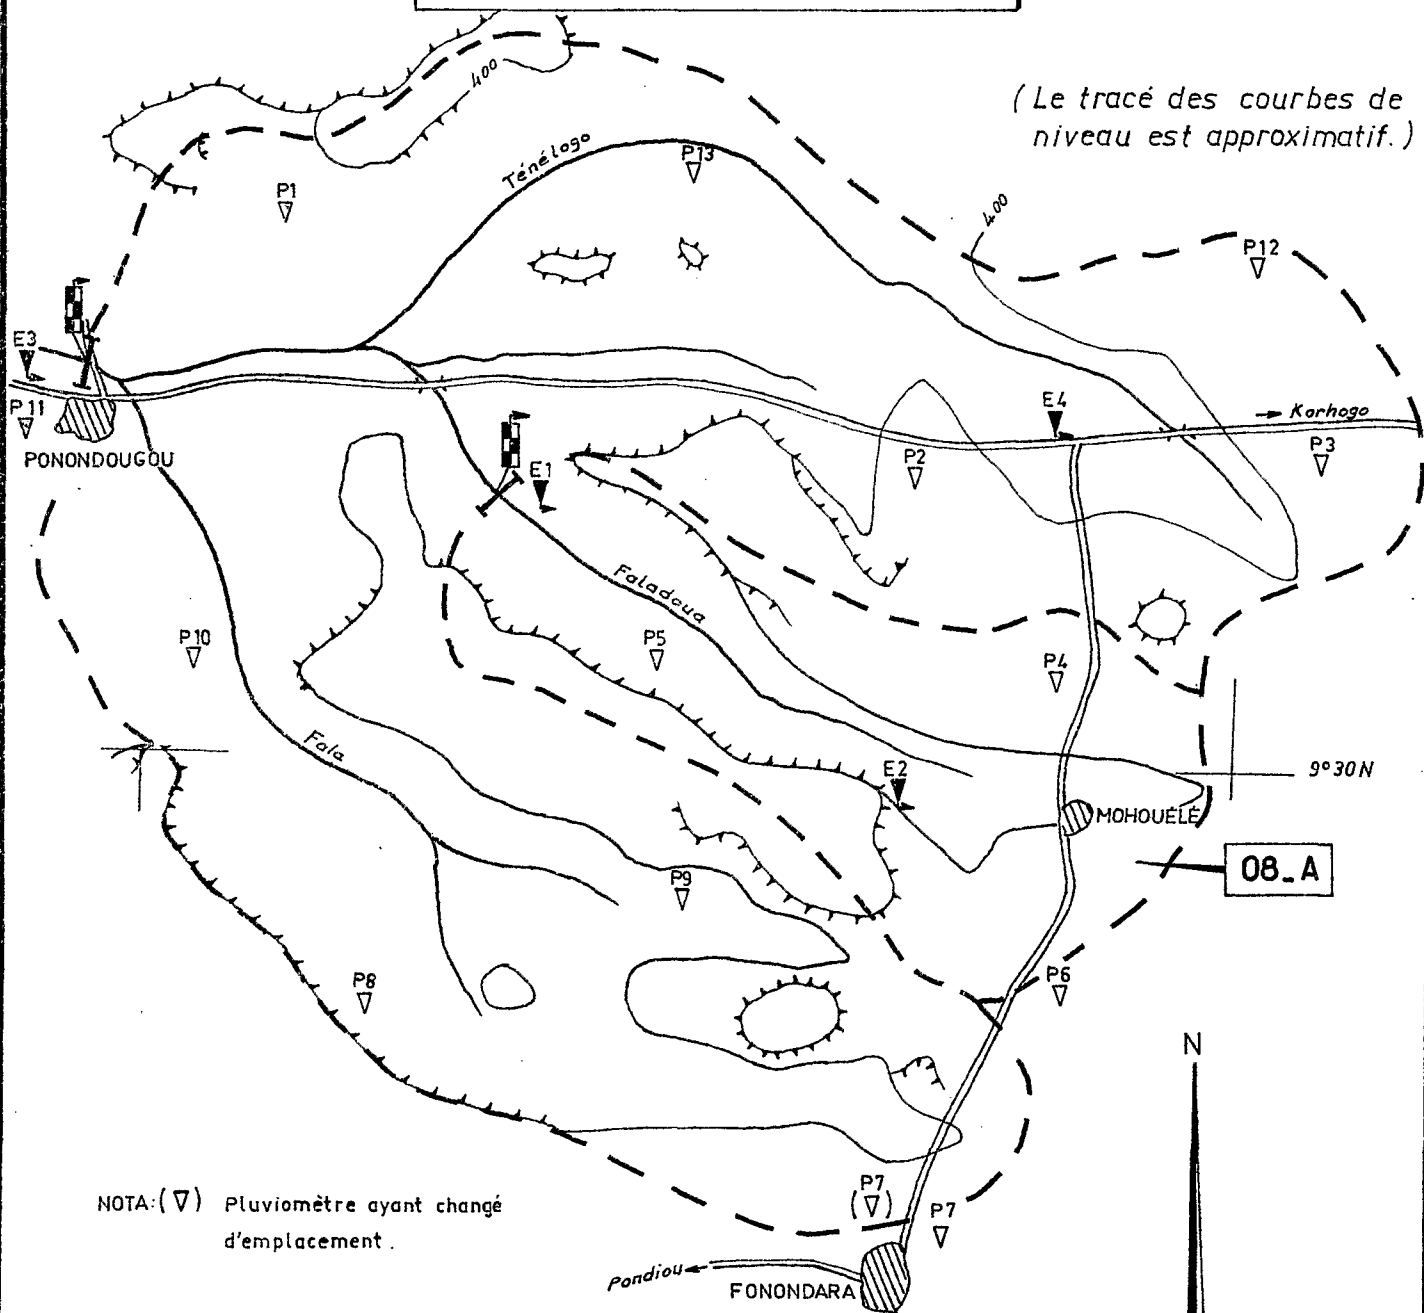 400
(Le tracé des courbes de
niveau est approximatif.)
Ténélogo
P13
P1
400
P12
E3
P11
PONONDOUGOU
E1
E4
→ Korhogo
P2
P3
Faladoua
P10
P5
P4
Fala
9°30N
E2
MOHOUÉLÉ
08_A
P9
P8
P6
N
NOTA:(▽) Pluviomètre ayant changé
d'emplacement.
P7
(▽)
P7
Pondiou
FONONDARA